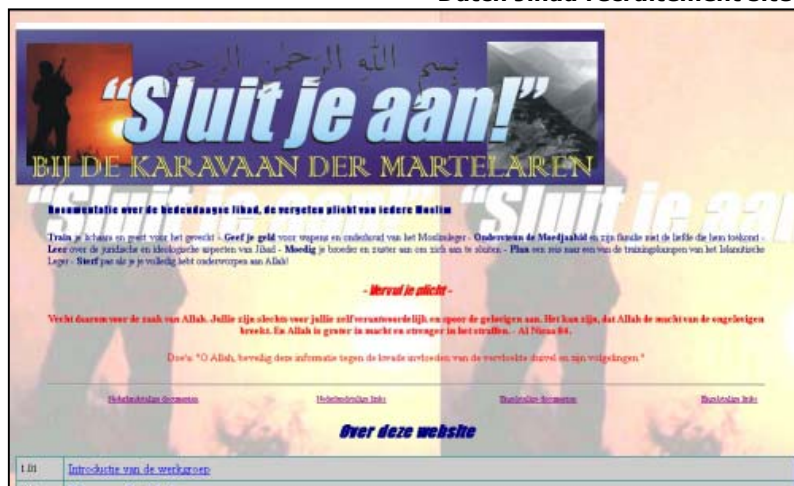 بسم الله الرحمن الرحيم
“Sluit je aan!”
BIJ DE KARAVAAN DER MARTELAREN
Documentatie over de hedendaagse Jihad, de vergeten plicht van iedere Moslim
Train je lichaam en geest voor het gevecht - Geef je geld voor wapens en onderhoud van het Moslimleger - Ondersteun de Moedjaahid en zijn familie met de liefde die hem toekomt -
Leer over de juridische en ideologische aspecten van Jihad - Moedig je broeder en zuster aan om zich aan te sluiten - Plan een reis naar een van de trainingskampen van het Islamitische
Leger - Sterf pas als je je volledig hebt onderworpen aan Allah!
- Vervul je plicht -
Vecht daarom voor de zaak van Allah. Jullie zijn slechts voor jullie zelf verantwoordelijk en spoor de gelovigen aan. Het kan zijn, dat Allah de macht van de ongelovigen
breekt. En Allah is groter in macht en strenger in het straffen. - Al Nisaa 84.
"O Allah, beveilig deze informatie tegen de kwade invloeden van de vervloekte duivel en zijn volgelingen."
Nederlandstalige documenten Nederlandstalige links Engelstalige documenten Engelstalige links
Over deze website
1.01 Introductie van de werkgroep